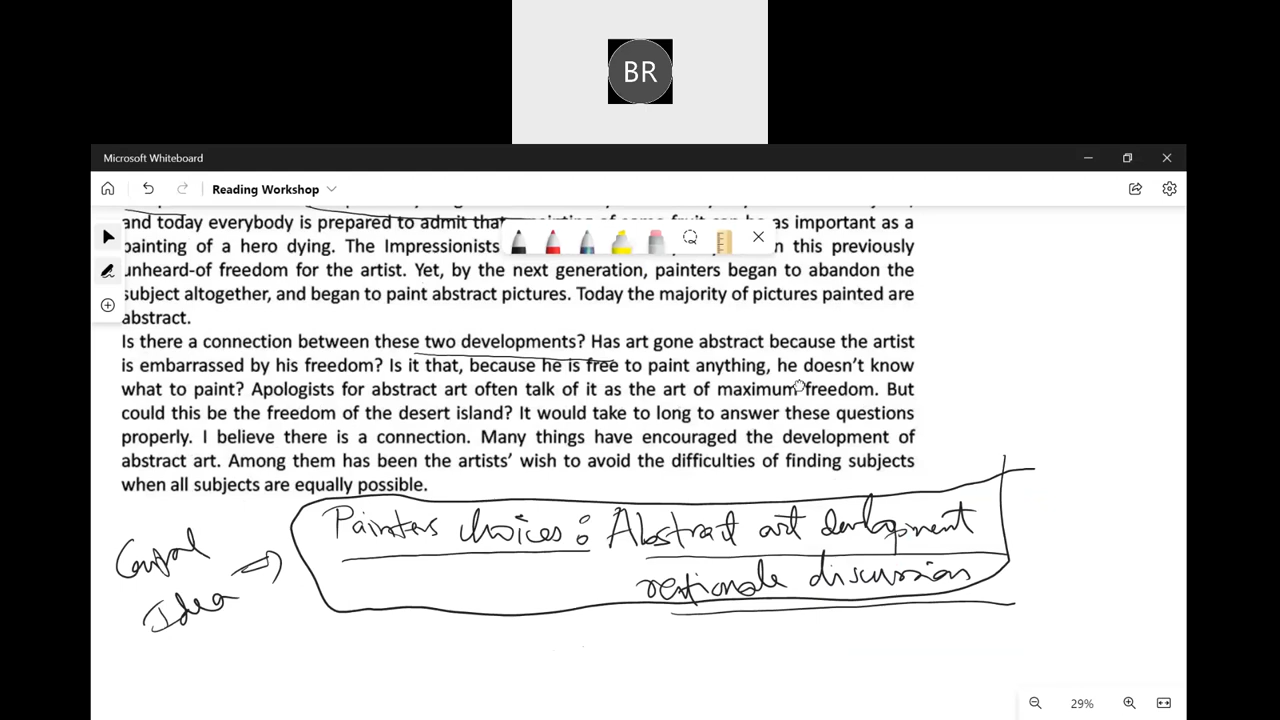 BR
Microsoft Whiteboard
Reading Workshop
and today everybody is prepared to admit that as important as a
painting of a hero dying. The Impressionists this previously
unheard-of freedom for the artist. Yet, by the next generation, painters began to abandon the
subject altogether, and began to paint abstract pictures. Today the majority of pictures painted are
abstract.
Is there a connection between these two developments? Has art gone abstract because the artist
is embarrassed by his freedom? Is it that, because he is free to paint anything, he doesn't know
what to paint? Apologists for abstract art often talk of it as the art of maximum freedom. But
could this be the freedom of the desert island? It would take to long to answer these questions
properly. I believe there is a connection. Many things have encouraged the development of
abstract art. Among them has been the artists' wish to avoid the difficulties of finding subjects
when all subjects are equally possible.
Painters choices: Abstract art development
rationale discussion
Idea
29%